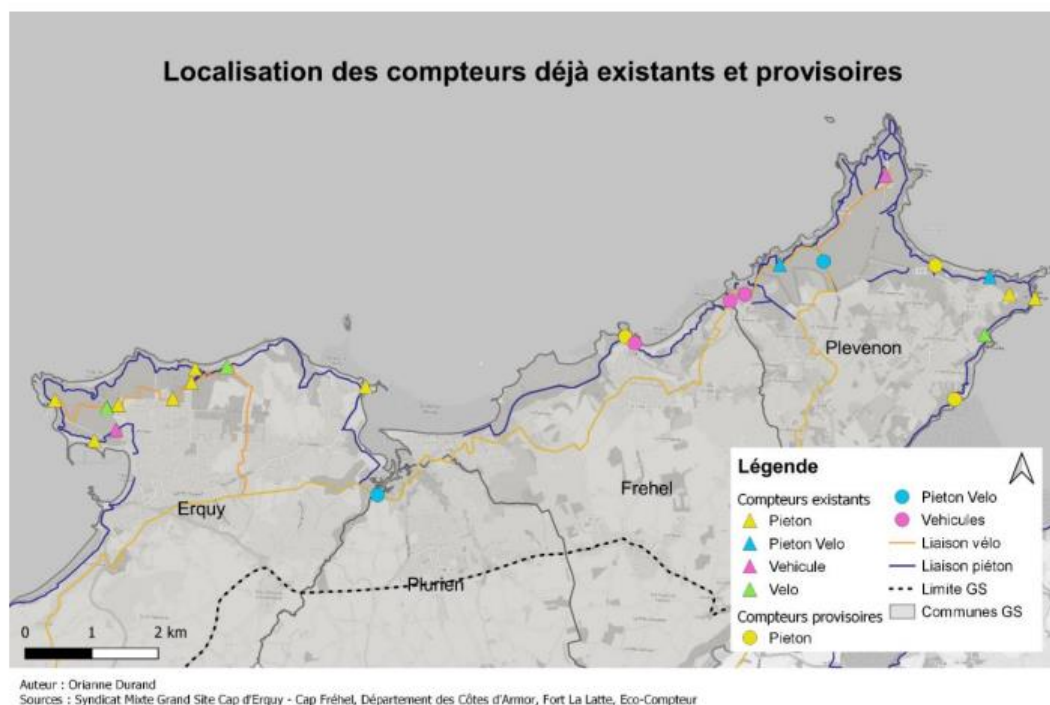 Localisation des compteurs déjà existants et provisoires
Plevenon
Erquy
Frehel
Plurien
0 1 2 km
Légende
Compteurs existants
Pieton
Pieton Velo
Vehicule
Velo
Compteurs provisoires
Pieton
Pieton Velo
Vehicules
Liaison vélo
Liaison piéton
Limite GS
Communes GS
Auteur : Orianne Durand
Sources : Syndicat Mixte Grand Site Cap d'Erquy - Cap Fréhel, Département des Côtes d'Armor, Fort La Latte, Eco-Compteur